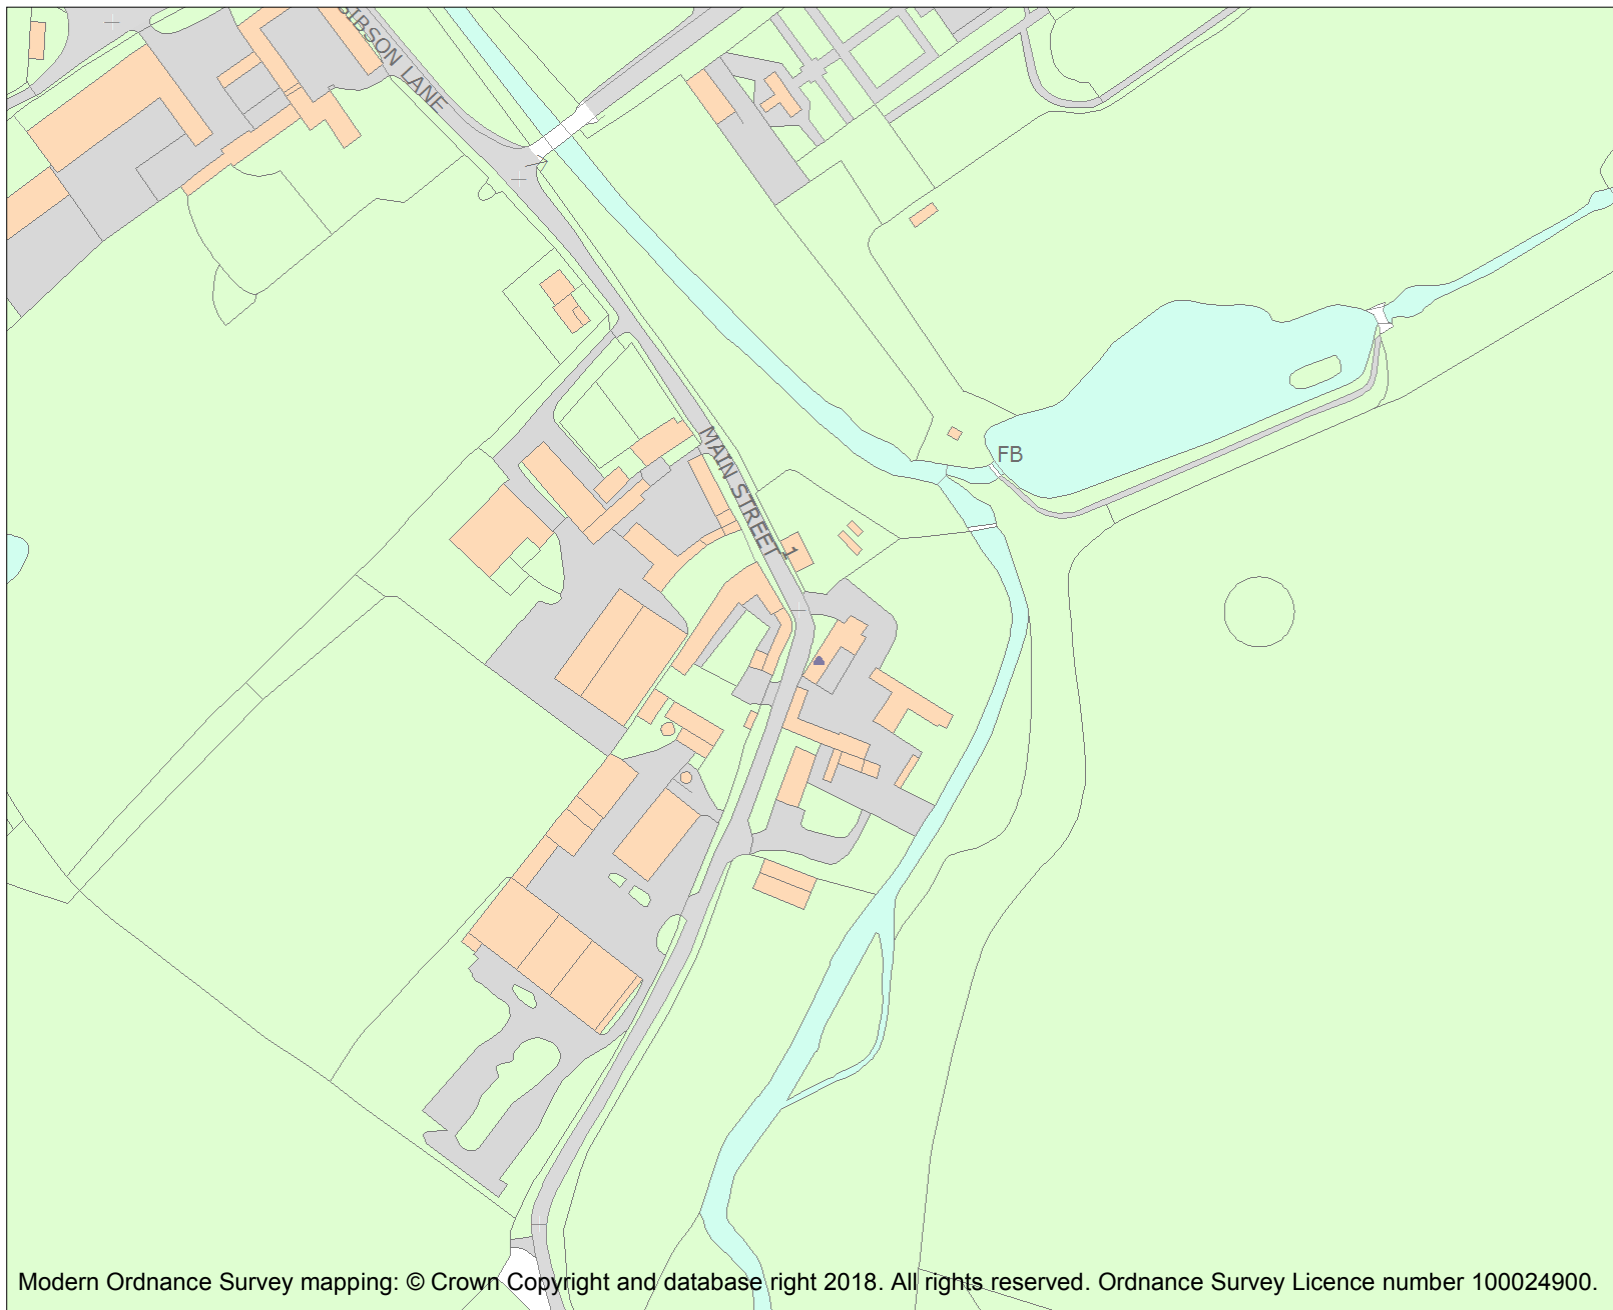 SIBSON LANE
MAIN STREET
1
FB
Modern Ordnance Survey mapping: © Crown Copyright and database right 2018. All rights reserved. Ordnance Survey Licence number 100024900.